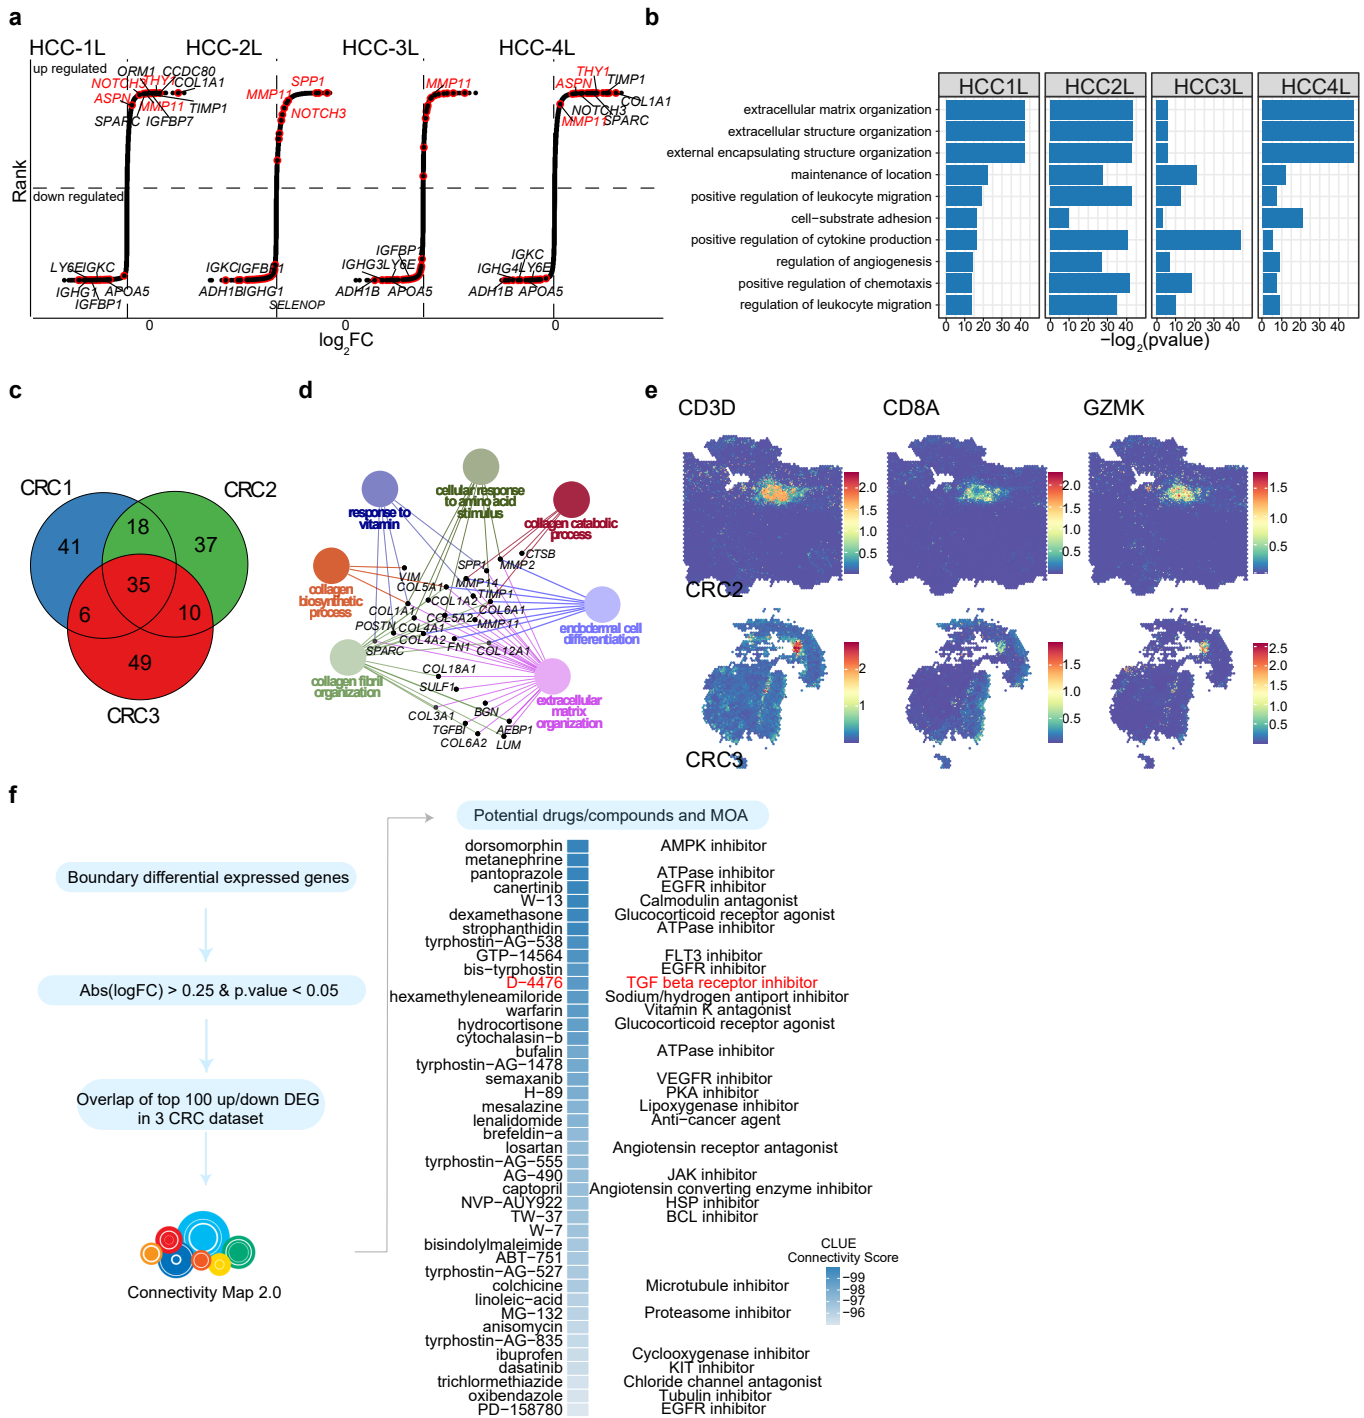 a
HCC-1L
HCC-2L
HCC-3L
HCC-4L
up regulated
down regulated
Rank
ORM1
CCDC80
NOTCH3
THY1
COL1A1
ASPN
MMP11
TIMP1
SPARC
IGFBP7
LY6E
IGKC
IGHG1
APOA5
IGFBP1
SPP1
MMP11
NOTCH3
IGKC
IGFBP1
ADH1B
IGHG1
SELENOP
MMP11
IGFBP1
IGHG3
LY6E
ADH1B
APOA5
THY1
ASPN
TIMP1
COL1A1
NOTCH3
MMP11
SPARC
IGKC
IGHG4
LY6E
ADH1B
APOA5
0
0
0
log2FC
b
HCC1L
HCC2L
HCC3L
HCC4L
extracellular matrix organization
extracellular structure organization
external encapsulating structure organization
maintenance of location
positive regulation of leukocyte migration
cell−substrate adhesion
positive regulation of cytokine production
regulation of angiogenesis
positive regulation of chemotaxis
regulation of leukocyte migration
0 10 20 30 40
0 10 20 30 40
0 10 20 30 40
0 10 20 30 40
−log2(pvalue)
c
CRC1
CRC2
18
41
37
35
6
10
49
CRC3
d
cellular response
to amino acid
stimulus
response to
vitamin
collagen catabolic
process
collagen
biosynthetic
process
endodermal cell
differentiation
collagen fibril
organization
extracellular
matrix
organization
CTSB
SPP1
MMP2
VIM
MMP14
COL5A1
TIMP1
COL1A2
COL6A1
COL1A1
COL5A2
MMP11
POSTN
COL4A1
COL4A2
FN1
COL12A1
SPARC
COL18A1
SULF1
BGN
COL3A1
TGFBI
AEBP1
COL6A2
LUM
e
CD3D
CD8A
GZMK
2.0
1.5
1.0
0.5
2.0
1.5
1.0
0.5
1.5
1.0
0.5
CRC2
2
1
1.5
1.0
0.5
2.5
2.0
1.5
1.0
0.5
CRC3
f
Boundary differential expressed genes
Abs(logFC) > 0.25 & p.value < 0.05
Overlap of top 100 up/down DEG
in 3 CRC dataset
Connectivity Map 2.0
Potential drugs/compounds and MOA
dorsomorphin AMPK inhibitor
metanephrine
pantoprazole ATPase inhibitor
canertinib EGFR inhibitor
W−13 Calmodulin antagonist
dexamethasone Glucocorticoid receptor agonist
strophanthidin ATPase inhibitor
tyrphostin−AG−538
GTP−14564 FLT3 inhibitor
bis−tyrphostin EGFR inhibitor
D−4476 TGF beta receptor inhibitor
hexamethyleneamiloride Sodium/hydrogen antiport inhibitor
warfarin Vitamin K antagonist
hydrocortisone Glucocorticoid receptor agonist
cytochalasin−b
bufalin ATPase inhibitor
tyrphostin−AG−1478
semaxanib VEGFR inhibitor
H−89 PKA inhibitor
mesalazine Lipoxygenase inhibitor
lenalidomide Anti−cancer agent
brefeldin−a
losartan Angiotensin receptor antagonist
tyrphostin−AG−555
AG−490 JAK inhibitor
captopril Angiotensin converting enzyme inhibitor
NVP−AUY922 HSP inhibitor
TW−37 BCL inhibitor
W−7
bisindolylmaleimide
ABT−751
tyrphostin−AG−527
colchicine Microtubule inhibitor
linoleic−acid
MG−132 Proteasome inhibitor
anisomycin
tyrphostin−AG−835
ibuprofen Cyclooxygenase inhibitor
dasatinib KIT inhibitor
trichlormethiazide Chloride channel antagonist
oxibendazole Tubulin inhibitor
PD−158780 EGFR inhibitor
CLUE
Connectivity Score
−99
−98
−97
−96